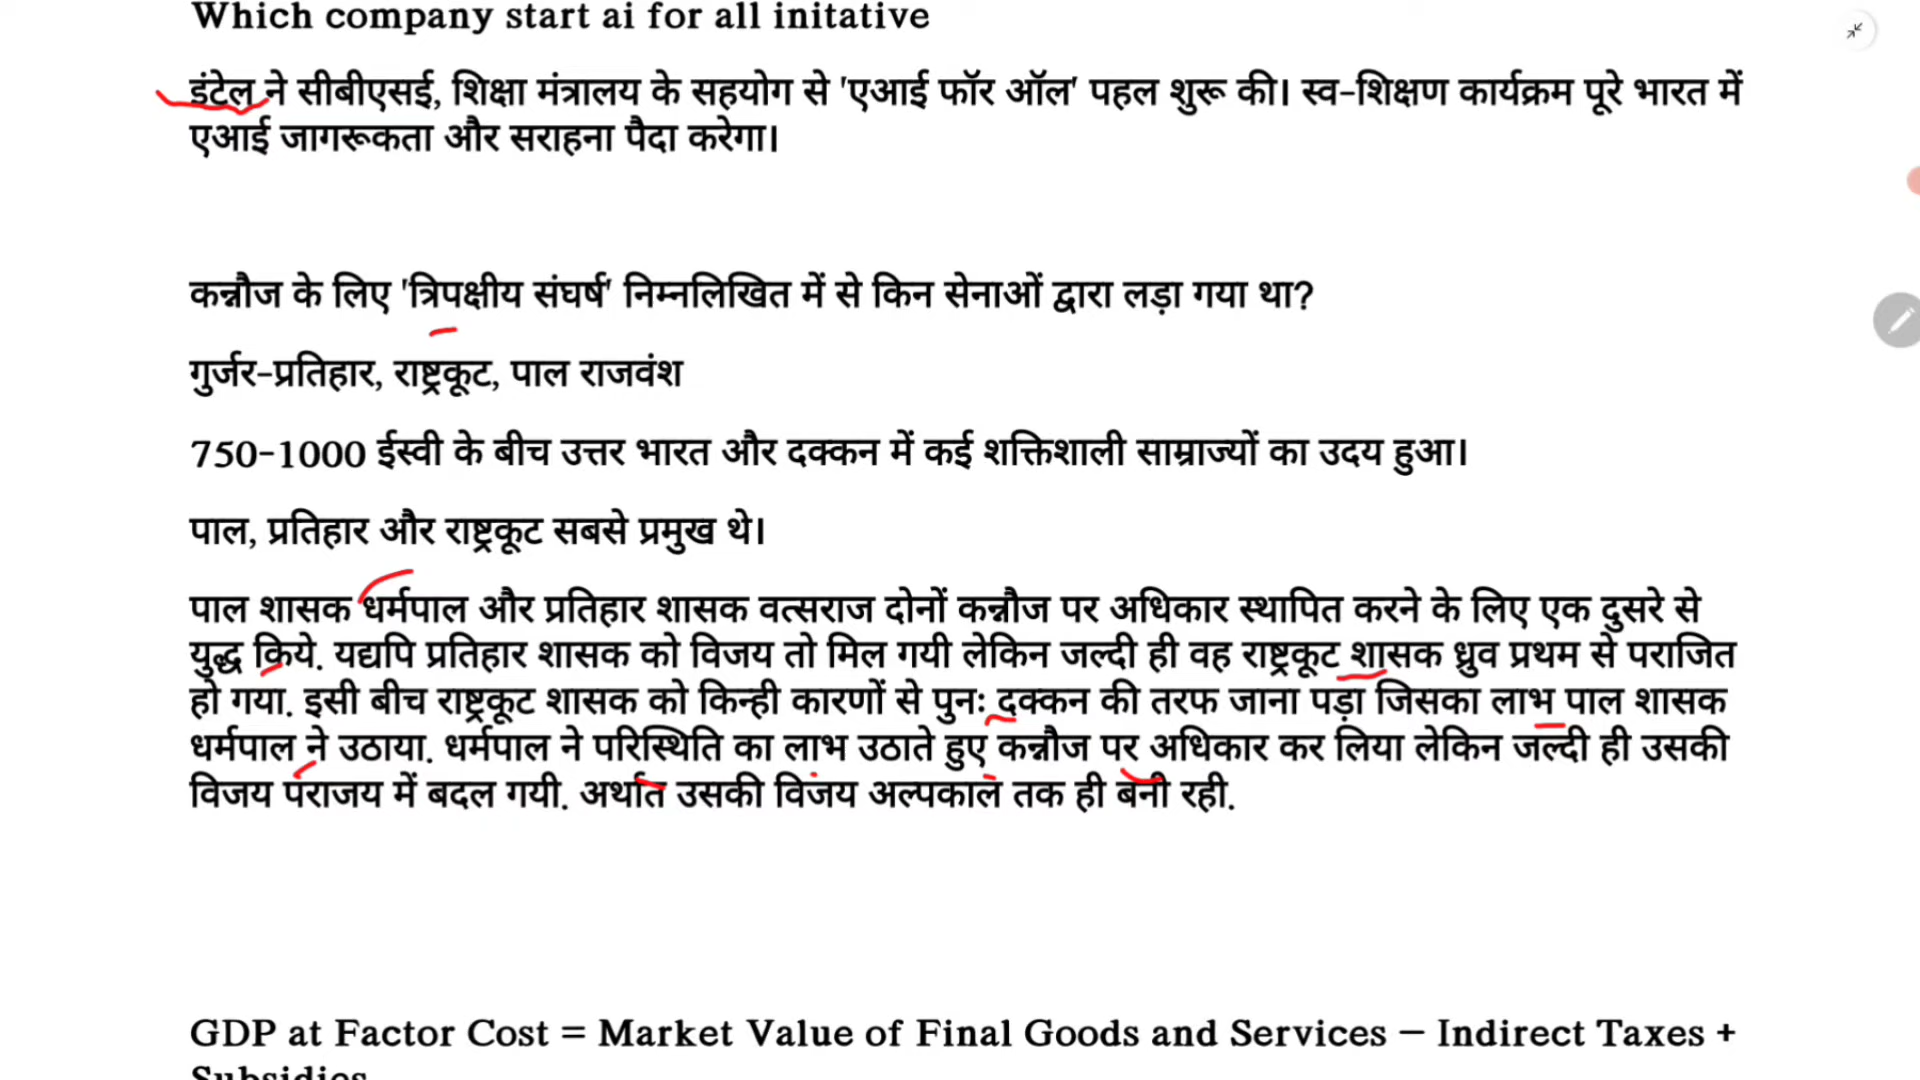 Which company start ai for all initative
इंटेल ने सीबीएसई, शिक्षा मंत्रालय के सहयोग से 'एआई फॉर ऑल' पहल शुरू की। स्व-शिक्षण कार्यक्रम पूरे भारत में
एआई जागरूकता और सराहना पैदा करेगा।
कन्नौज के लिए 'त्रिपक्षीय संघर्ष' निम्नलिखित में से किन सेनाओं द्वारा लड़ा गया था?
गुर्जर-प्रतिहार, राष्ट्रकूट, पाल राजवंश
750-1000 ईस्वी के बीच उत्तर भारत और दक्कन में कई शक्तिशाली साम्राज्यों का उदय हुआ।
पाल, प्रतिहार और राष्ट्रकूट सबसे प्रमुख थे।
पाल शासक धर्मपाल और प्रतिहार शासक वत्सराज दोनों कन्नौज पर अधिकार स्थापित करने के लिए एक दुसरे से
युद्ध किये. यद्यपि प्रतिहार शासक को विजय तो मिल गयी लेकिन जल्दी ही वह राष्ट्रकूट शासक ध्रुव प्रथम से पराजित
हो गया. इसी बीच राष्ट्रकूट शासक को किन्ही कारणों से पुनः दक्कन की तरफ जाना पड़ा जिसका लाभ पाल शासक
धर्मपाल ने उठाया. धर्मपाल ने परिस्थिति का लाभ उठाते हुए कन्नौज पर अधिकार कर लिया लेकिन जल्दी ही उसकी
विजय पराजय में बदल गयी. अर्थात उसकी विजय अल्पकाल तक ही बनी रही.
GDP at Factor Cost = Market Value of Final Goods and Services – Indirect Taxes +
Subsidies